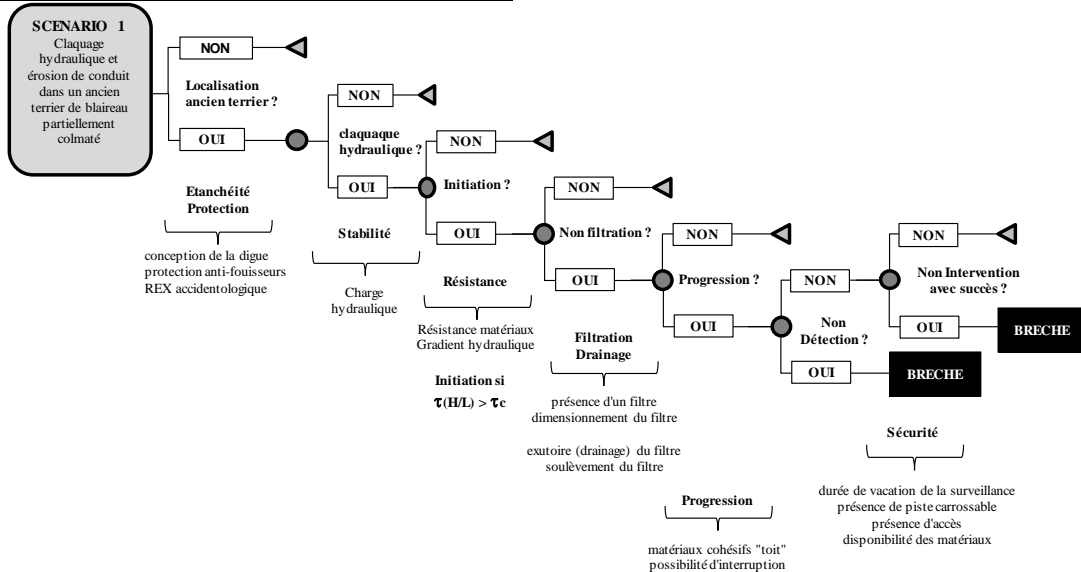 SCENARIO 1
Claquage
hydraulique et
érosion de conduit
dans un ancien
terrier de blaireau
partiellement
colmaté
NON
Localisation
ancien terrier ?
OUI
Etanchéité
Protection
conception de la digue
protection anti-fouisseurs
REX accidentologique
NON
claquaque
hydraulique ?
OUI
Stabilité
Charge
hydraulique
NON
Initiation ?
OUI
Résistance
Résistance matériaux
Gradient hydraulique
Initiation si
τ(H/L) > τc
NON
Non filtration ?
OUI
Filtration
Drainage
présence d'un filtre
dimensionnement du filtre
exutoire (drainage) du filtre
soulèvement du filtre
NON
Progression ?
OUI
Progression
matériaux cohésifs "toit"
possibilité d'interruption
NON
Non
Détection ?
OUI
BRECHE
NON
Non Intervention
avec succès ?
OUI
BRECHE
Sécurité
durée de vacation de la surveillance
présence de piste carrossable
présence d'accès
disponibilité des matériaux